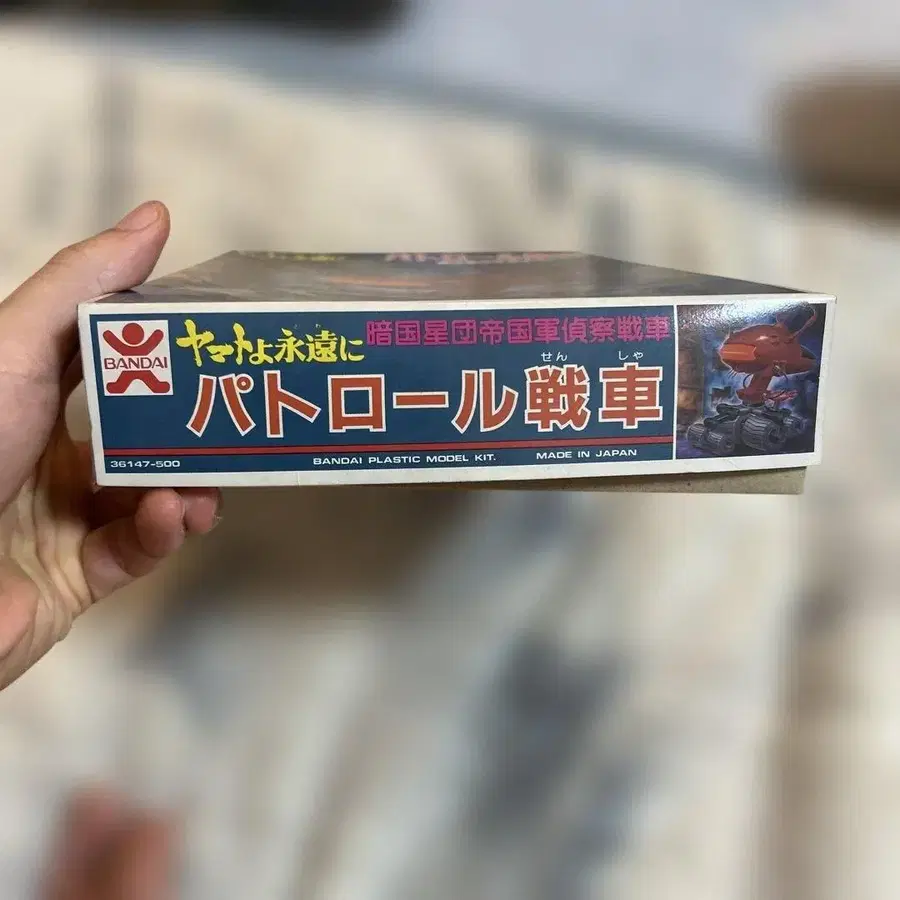 BANDAI
ヤマトよ永遠に
暗国星団帝国軍偵察戦車
せん しゃ
パトロール戦車
36147-500
BANDAI PLASTIC MODEL KIT.
MADE IN JAPAN